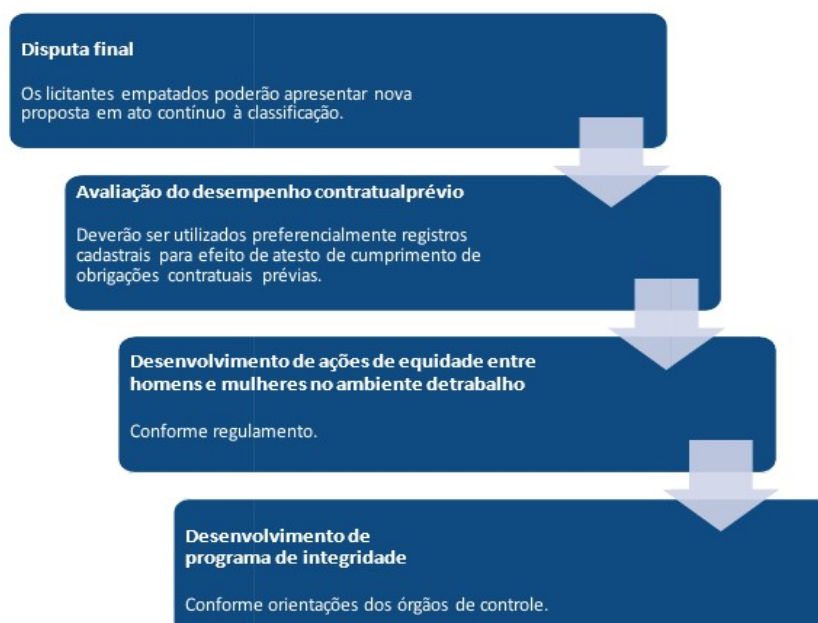 Disputa final
Os licitantes empatados poderão apresentar nova
proposta em ato contínuo à classificação.
Avaliação do desempenho contratualprévio
Deverão ser utilizados preferencialmente registros
cadastrais para efeito de atesto de cumprimento de
obrigações contratuais prévias.
Desenvolvimento de ações de equidade entre
homens e mulheres no ambiente detrabalho
Conforme regulamento.
Desenvolvimento de
programa de integridade
Conforme orientações dos órgãos de controle.